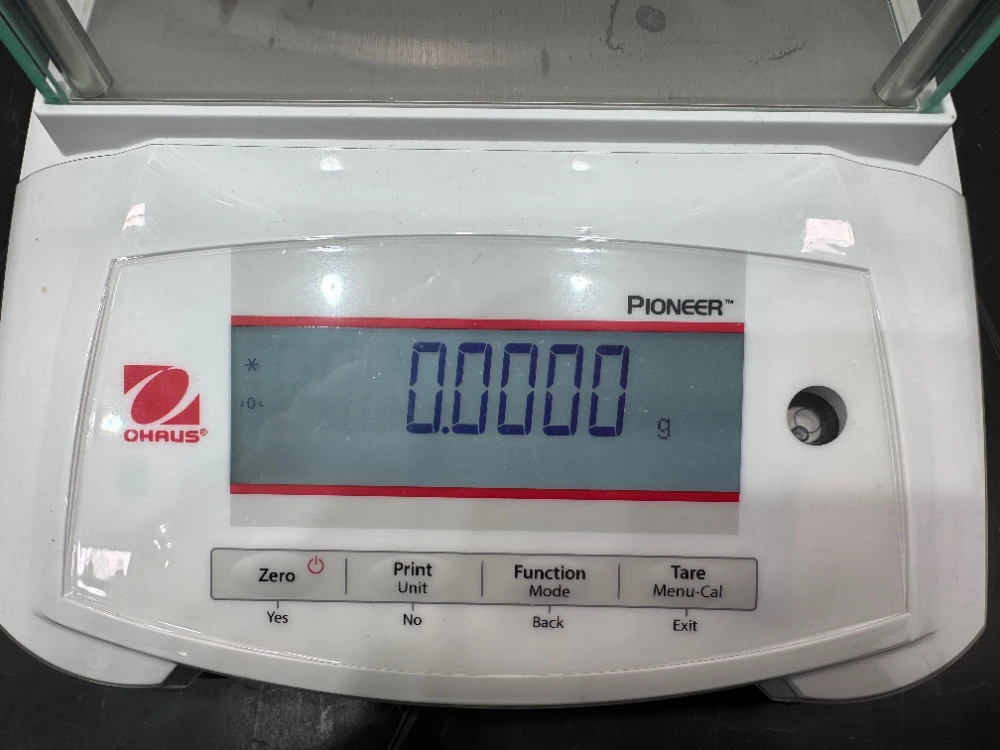 PIONEER™
*
>0<
0.0000 g
OHAUS®
Zero
Print
Unit
Function
Mode
Tare
Menu-Cal
Yes
No
Back
Exit